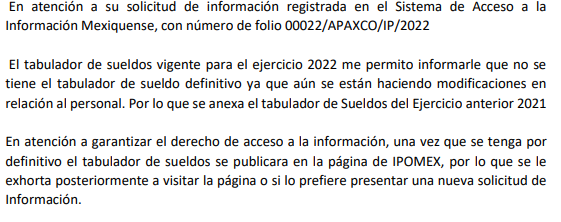 En atención a su solicitud de información registrada en el Sistema de Acceso a la
Información Mexiquense, con número de folio 00022/APAXCO/IP/2022
El tabulador de sueldos vigente para el ejercicio 2022 me permito informarle que no se
tiene el tabulador de sueldo definitivo ya que aún se están haciendo modificaciones en
relación al personal. Por lo que se anexa el tabulador de Sueldos del Ejercicio anterior 2021
En atención a garantizar el derecho de acceso a la información, una vez que se tenga por
definitivo el tabulador de sueldos se publicara en la página de IPOMEX, por lo que se le
exhorta posteriormente a visitar la página o si lo prefiere presentar una nueva solicitud de
Información.